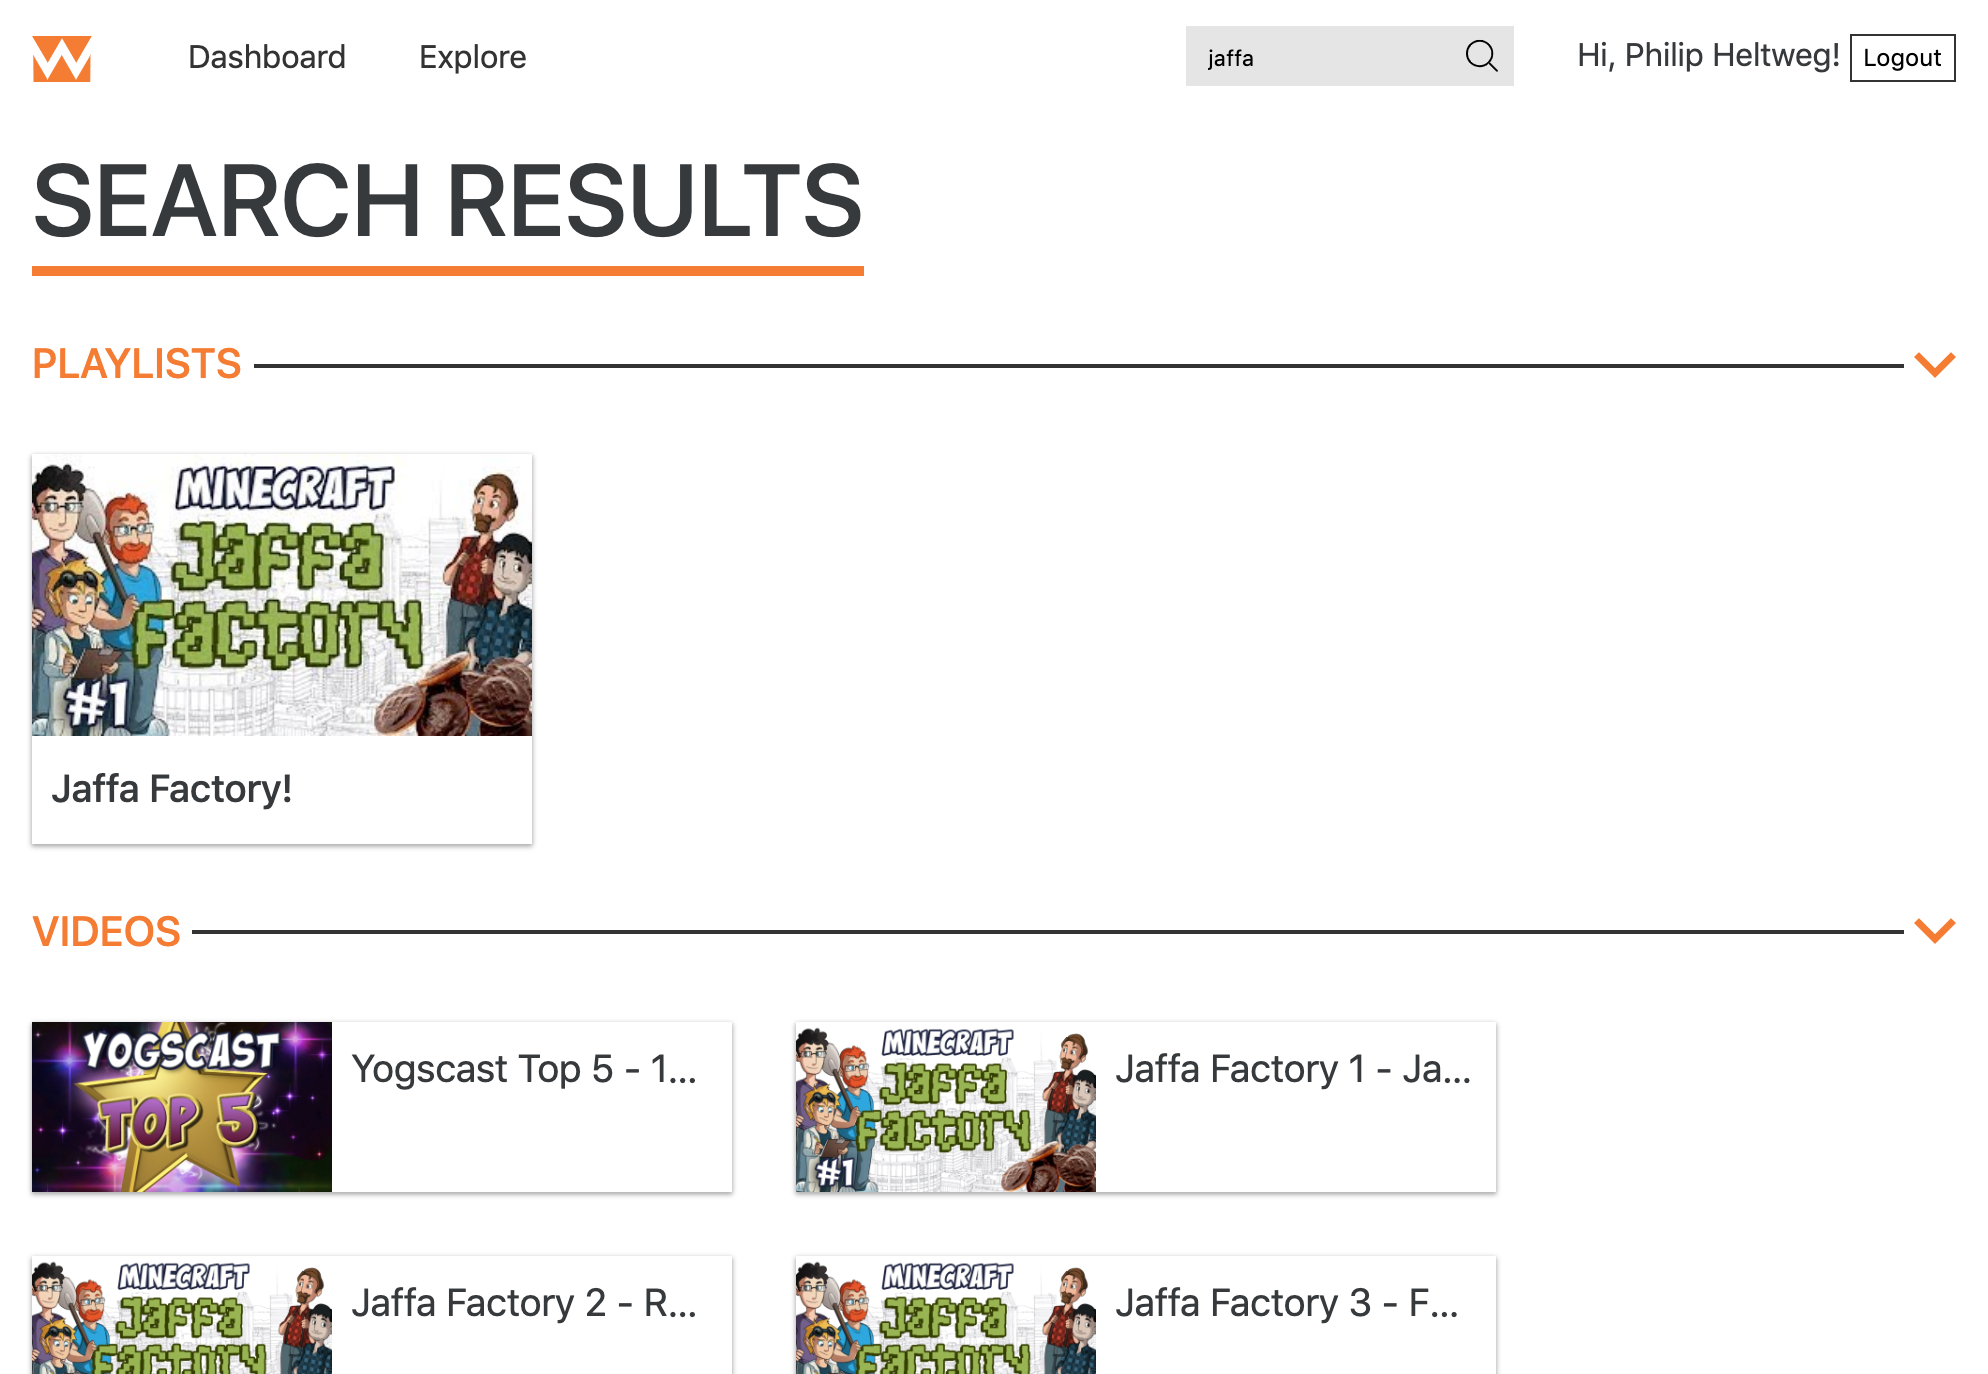 Dashboard
Explore
jaffa
Hi, Philip Heltweg!
Logout
SEARCH RESULTS
PLAYLISTS
MINECRAFT
Jaffa
Factory
#1
Jaffa Factory!
VIDEOS
YOGSCAST
TOP 5
Yogscast Top 5 - 1...
MINECRAFT
Jaffa
Factory
#1
Jaffa Factory 1 - Ja...
MINECRAFT
Jaffa
Factory
Jaffa Factory 2 - R...
MINECRAFT
Jaffa
Factory
Jaffa Factory 3 - F...